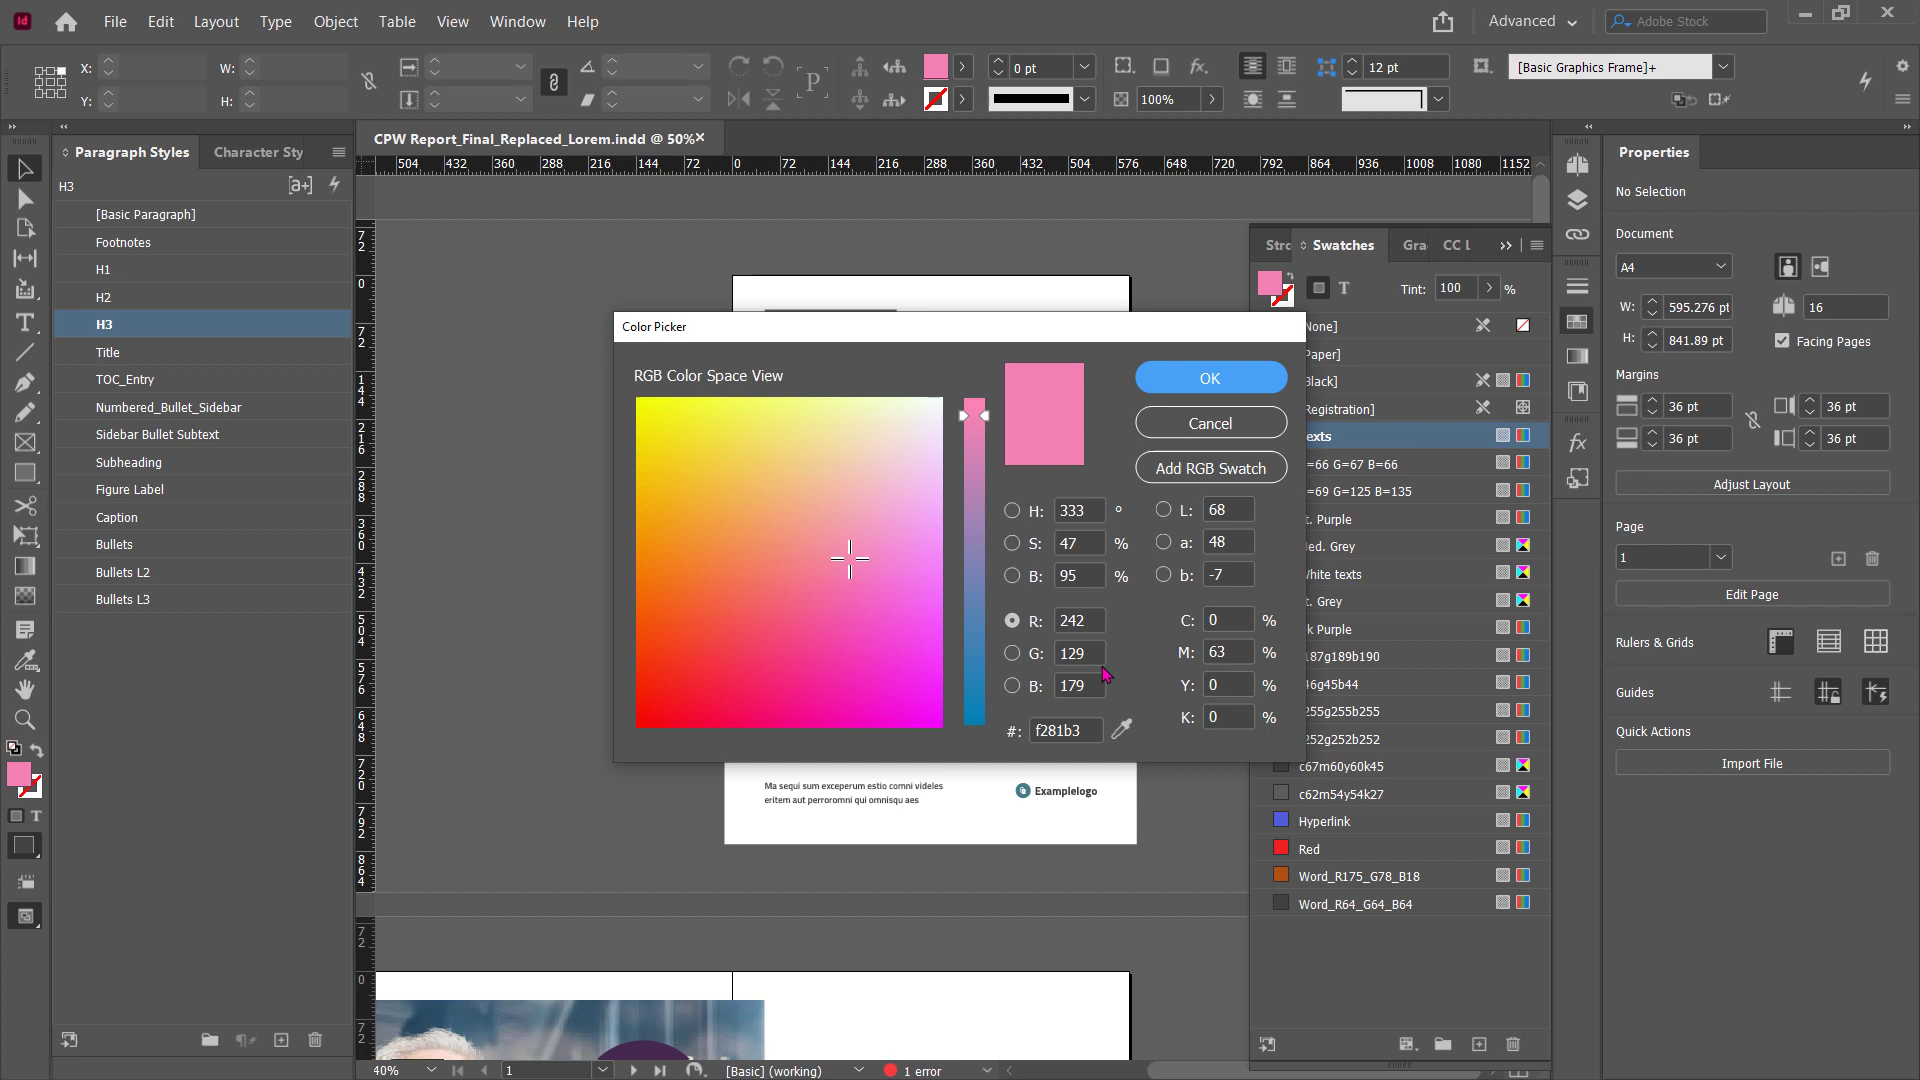 File Edit Layout Type Object Table View Window Help
Advanced
Adobe Stock
X: W: 0 pt 12 pt [Basic Graphics Frame]+
Y: H: 100%
CPW Report_Final_Replaced_Lorem.indd @ 50%
Paragraph Styles Character Sty
H3
[Basic Paragraph]
Footnotes
H1
H2
H3
Title
TOC_Entry
Numbered_Bullet_Sidebar
Sidebar Bullet Subtext
Subheading
Figure Label
Caption
Bullets
Bullets L2
Bullets L3
504 432 360 288 216 144 72 0 72 144 216 288 360 432 504 576 648 720 792 864 936 1008 1080 1152
Color Picker
RGB Color Space View
OK
Cancel
Add RGB Swatch
H: 333 ° L: 68
S: 47 % a: 48
B: 95 % b: -7
R: 242 C: 0 %
G: 129 M: 63 %
B: 179 Y: 0 %
K: 0 %
#: f281b3
Ma sequi sum exceperum estio comni videles
eritem aut perroromni qui omnisqu aes
Examplelogo
Stro Swatches Gra CC L
Tint: 100 %
None]
Paper]
Black]
Registration]
exts
=66 G=67 B=66
=69 G=125 B=135
t. Purple
ed. Grey
hite texts
t. Grey
k Purple
187g189b190
46g45b44
255g255b255
252g252b252
c67m60y60k45
c62m54y54k27
Hyperlink
Red
Word_R175_G78_B18
Word_R64_G64_B64
Properties
No Selection
Document
A4
W: 595.276 pt 16
H: 841.89 pt Facing Pages
Margins
36 pt 36 pt
36 pt 36 pt
Adjust Layout
Page
1
Edit Page
Rulers & Grids
Guides
Quick Actions
Import File
40% 1 [Basic] (working) 1 error